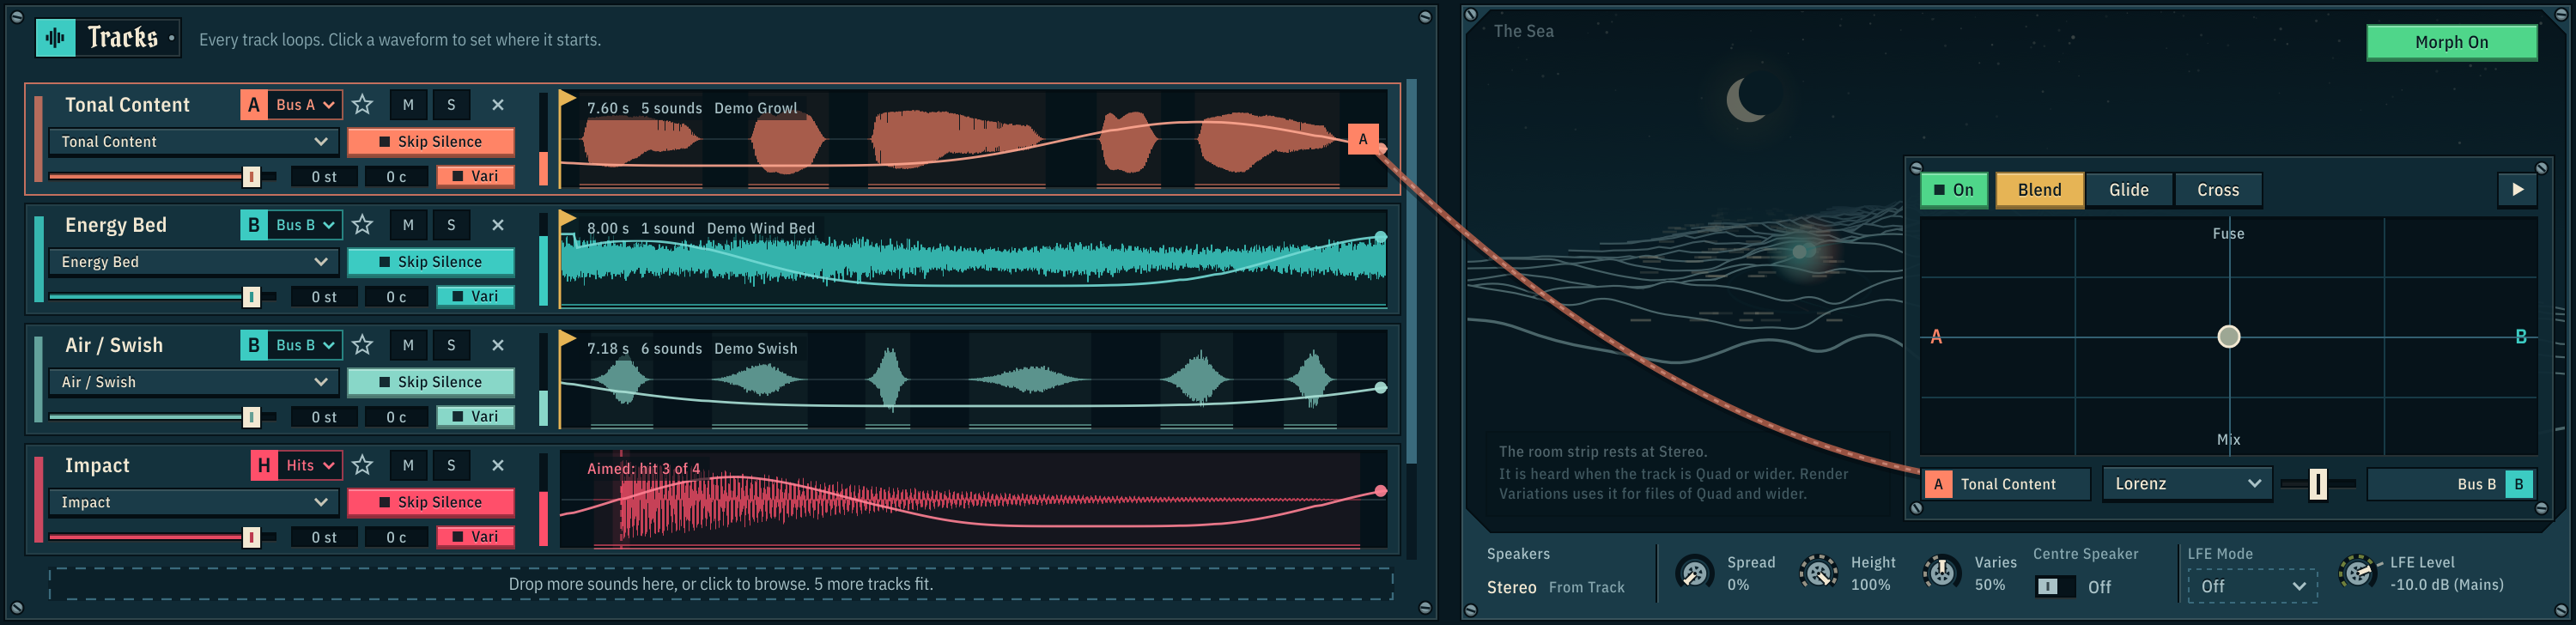 Tracks
Every track loops. Click a waveform to set where it starts.
Tonal Content
A Bus A
M S
7.60 s 5 sounds Demo Growl
Tonal Content
Skip Silence
0 st 0 c Vari
A
Energy Bed
B Bus B
M S
8.00 s 1 sound Demo Wind Bed
Energy Bed
Skip Silence
0 st 0 c Vari
Air / Swish
B Bus B
M S
7.18 s 6 sounds Demo Swish
Air / Swish
Skip Silence
0 st 0 c Vari
Impact
H Hits
M S
Aimed: hit 3 of 4
Impact
Skip Silence
0 st 0 c Vari
Drop more sounds here, or click to browse. 5 more tracks fit.
The Sea
Morph On
On Blend Glide Cross
Fuse
A B
Mix
A Tonal Content Lorenz Bus B B
The room strip rests at Stereo.
It is heard when the track is Quad or wider. Render
Variations uses it for files of Quad and wider.
Speakers
Stereo From Track
Spread
0%
Height
100%
Varies
50%
Centre Speaker
Off
LFE Mode
Off
LFE Level
-10.0 dB (Mains)